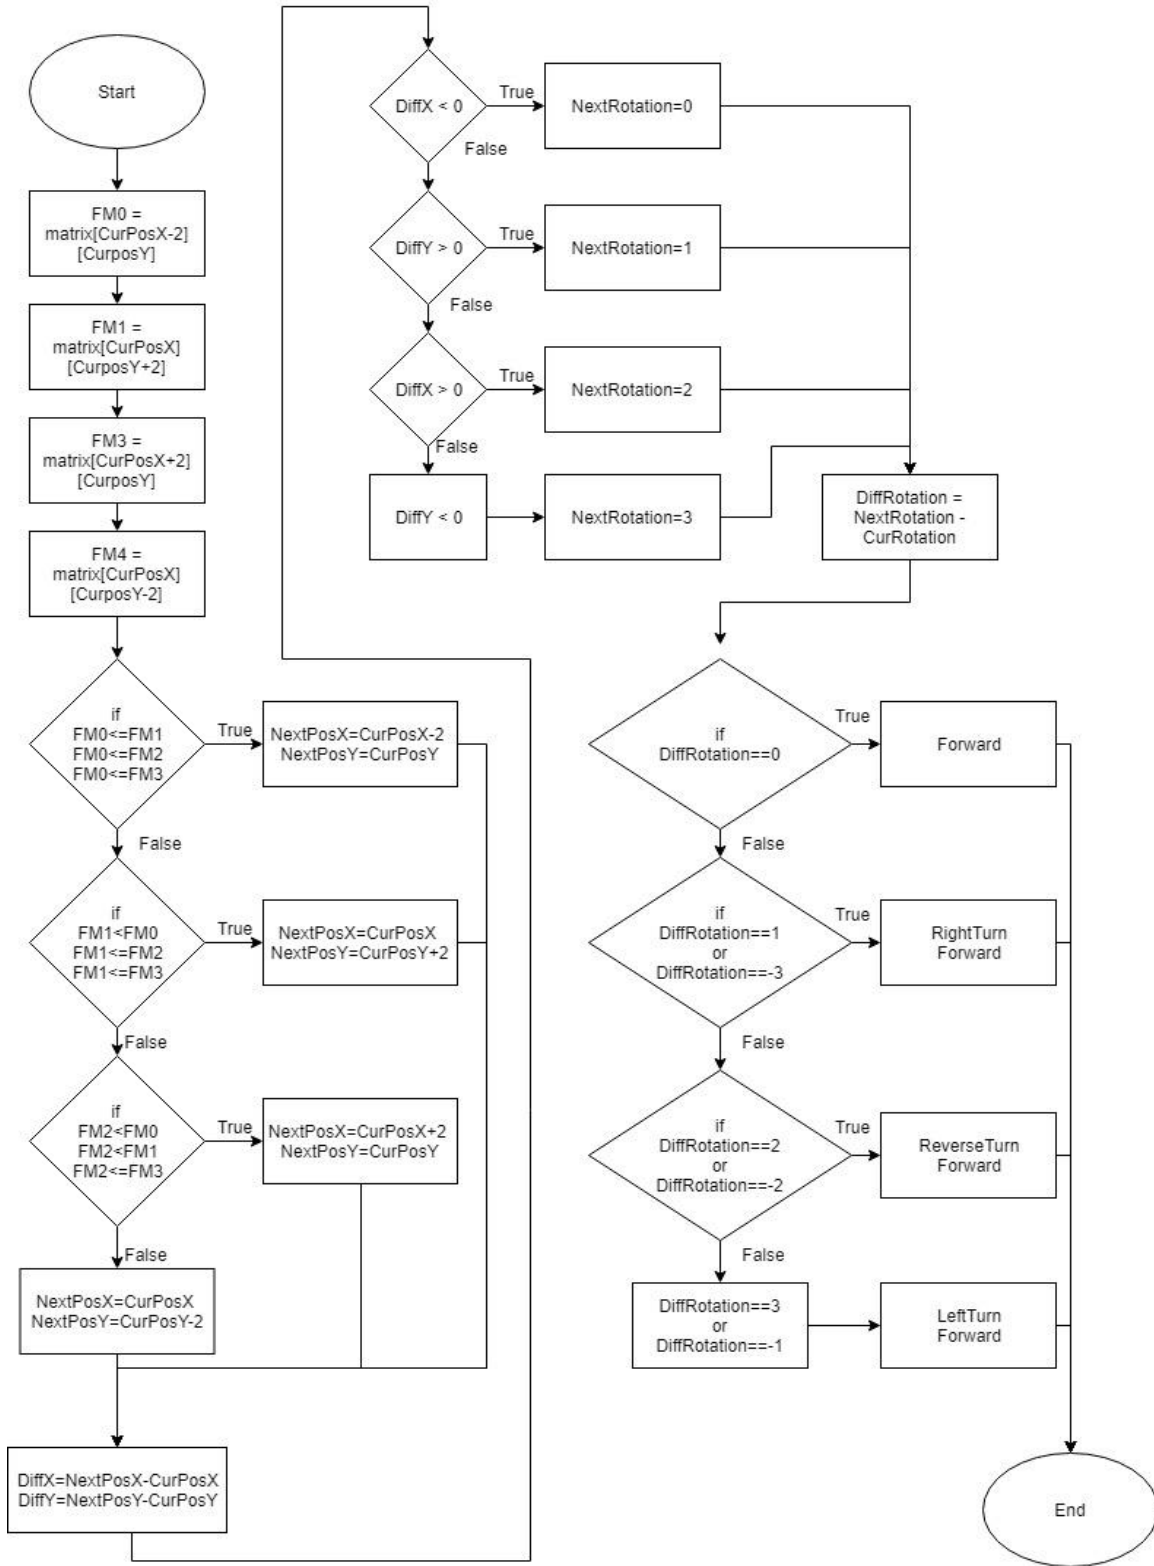 Start
FM0 =
matrix[CurPosX-2]
[CurposY]
FM1 =
matrix[CurPosX]
[CurposY+2]
FM3 =
matrix[CurPosX+2]
[CurposY]
FM4 =
matrix[CurPosX]
[CurposY-2]
if
FM0<=FM1
FM0<=FM2
FM0<=FM3
True
NextPosX=CurPosX-2
NextPosY=CurPosY
False
if
FM1<FM0
FM1<=FM2
FM1<=FM3
True
NextPosX=CurPosX
NextPosY=CurPosY+2
False
if
FM2<FM0
FM2<FM1
FM2<=FM3
True
NextPosX=CurPosX+2
NextPosY=CurPosY
False
NextPosX=CurPosX
NextPosY=CurPosY-2
DiffX=NextPosX-CurPosX
DiffY=NextPosY-CurPosY
DiffX < 0
True
NextRotation=0
False
DiffY > 0
True
NextRotation=1
False
DiffX > 0
True
NextRotation=2
False
DiffY < 0
NextRotation=3
DiffRotation =
NextRotation -
CurRotation
if
DiffRotation==0
True
Forward
False
if
DiffRotation==1
or
DiffRotation==-3
True
RightTurn
Forward
False
if
DiffRotation==2
or
DiffRotation==-2
True
ReverseTurn
Forward
False
DiffRotation==3
or
DiffRotation==-1
LeftTurn
Forward
End